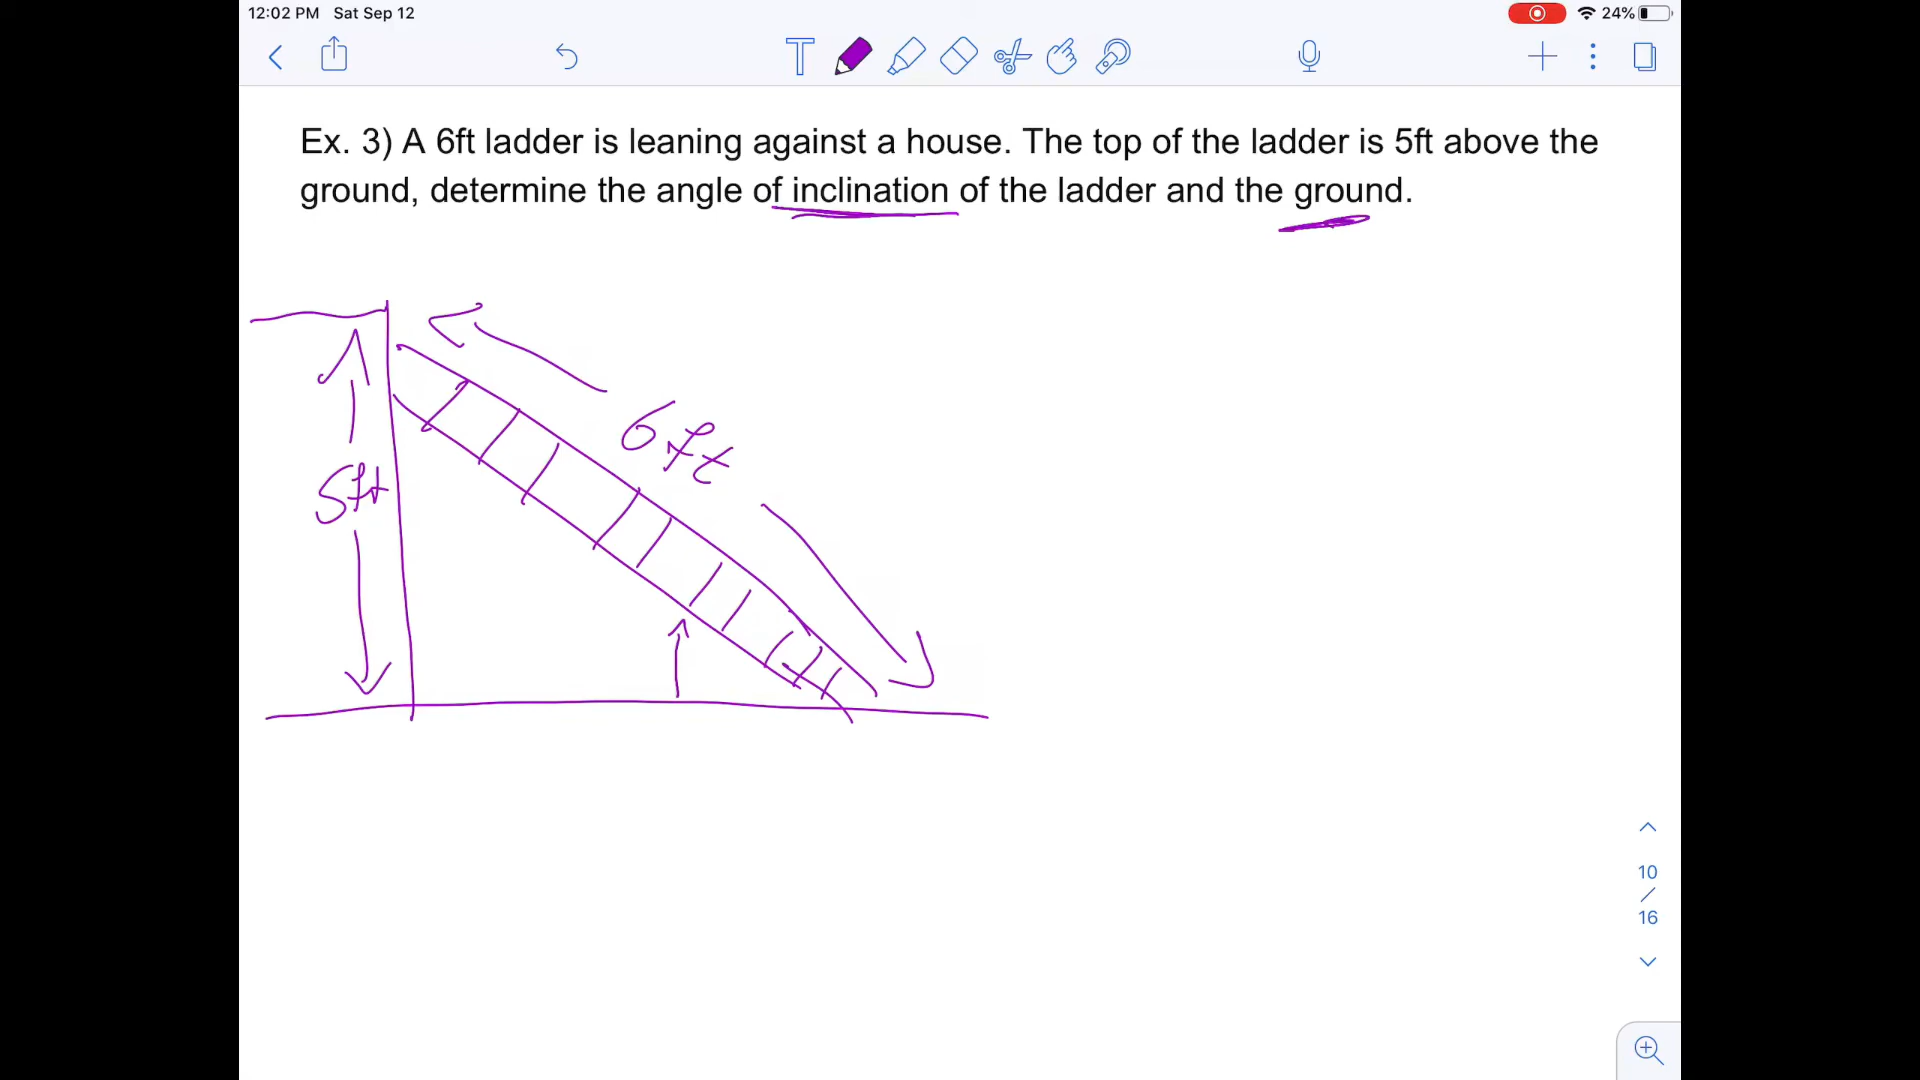 12:02 PM Sat Sep 12
24%
T
Ex. 3) A 6ft ladder is leaning against a house. The top of the ladder is 5ft above the
ground, determine the angle of inclination of the ladder and the ground.
6ft
5ft
10
/
16